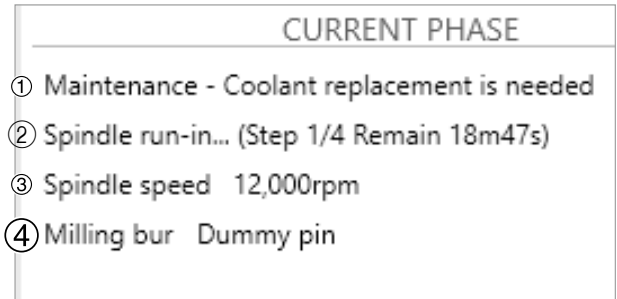 CURRENT PHASE
① Maintenance - Coolant replacement is needed
② Spindle run-in... (Step 1/4 Remain 18m47s)
③ Spindle speed 12,000rpm
④ Milling bur Dummy pin